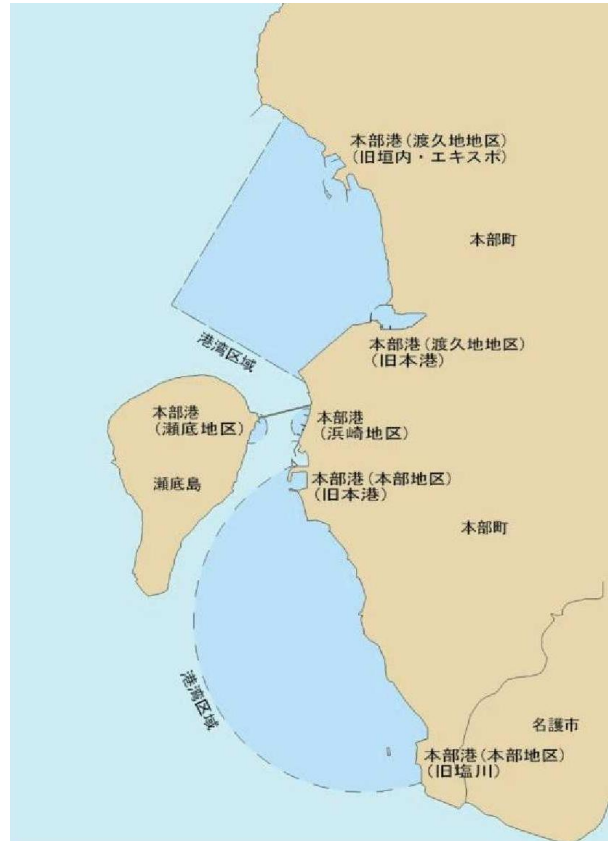 本部港(渡久地地区)
(旧垣内・エキスポ)
本部町
港湾区域
本部港(渡久地地区)
(旧本港)
本部港
(瀬底地区)
本部港
(浜崎地区)
瀬底島
本部港(本部地区)
(旧本港)
本部町
港湾区域
名護市
本部港(本部地区)
(旧塩川)